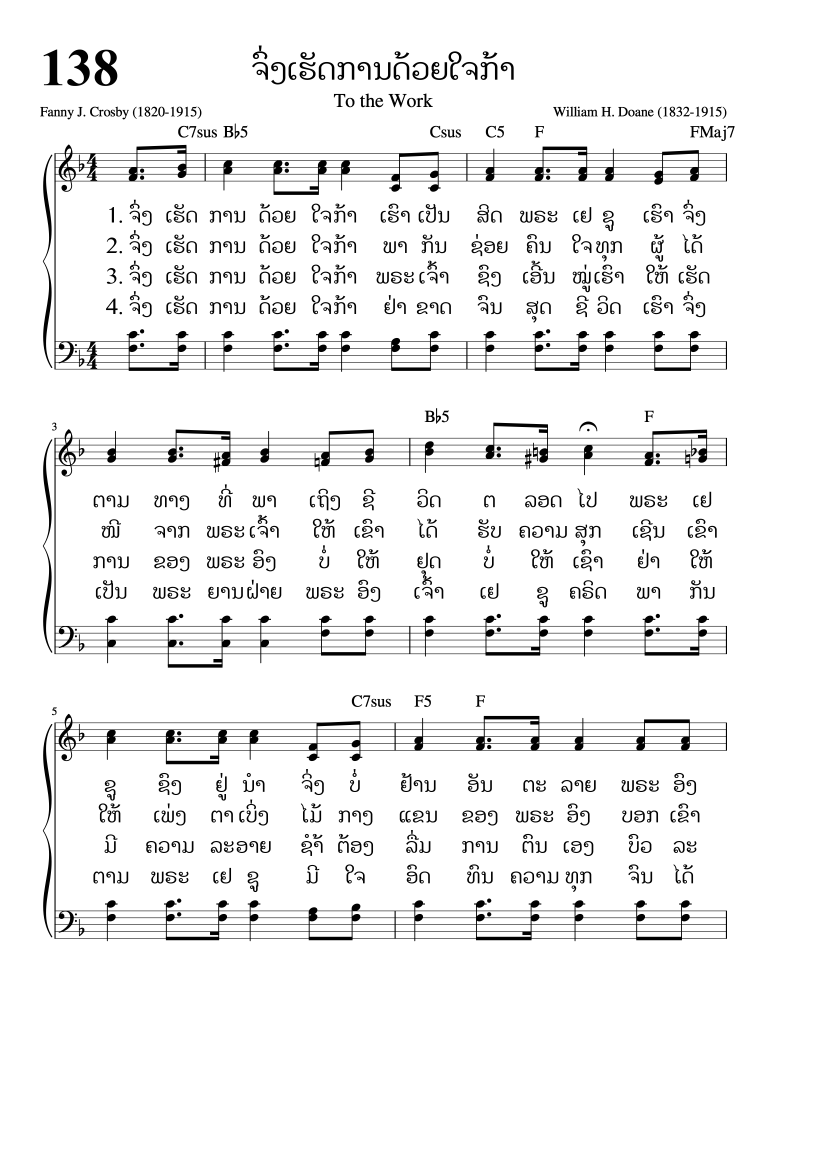 138
ຈົ່ງເຮັດການດ້ວຍໃຈກ້າ
To the Work
Fanny J. Crosby (1820-1915) William H. Doane (1832-1915)
C7sus B♭5 Csus C5 F FMaj7
1. ຈົ່ງ ເຮັດ ການ ດ້ວຍ ໃຈກ້າ ເຮົາ ເປັນ ສິດ ພຣະ ເຢ ຊູ ເຮົາ ຈົ່ງ
2. ຈົ່ງ ເຮັດ ການ ດ້ວຍ ໃຈກ້າ ພາ ກັນ ຊ່ອຍ ຄົນ ໃຈທຸກ ຜູ້ ໄດ້
3. ຈົ່ງ ເຮັດ ການ ດ້ວຍ ໃຈກ້າ ພຣະ ເຈົ້າ ຊົງ ເອີ້ນ ໝູ່ເຮົາ ໃຫ້ ເຮັດ
4. ຈົ່ງ ເຮັດ ການ ດ້ວຍ ໃຈກ້າ ຢ່າ ຂາດ ຈົນ ສຸດ ຊີ ວິດ ເຮົາ ຈົ່ງ
3 B♭5 F
ຕາມ ທາງ ທີ່ ພາ ເຖິງ ຊີ ວິດ ຕ ລອດ ໄປ ພຣະ ເຢ
ໜີ ຈາກ ພຣະ ເຈົ້າ ໃຫ້ ເຂົາ ໄດ້ ຮັບ ຄວາມ ສຸກ ເຊີນ ເຂົາ
ການ ຂອງ ພຣະ ອົງ ບໍ່ ໃຫ້ ຢຸດ ບໍ່ ໃຫ້ ເຊົາ ຢ່າ ໃຫ້
ເປັນ ພຣະ ຍານຝ່າຍ ພຣະ ອົງ ເຈົ້າ ເຢ ຊູ ຄຣິດ ພາ ກັນ
5 C7sus F5 F
ຊູ ຊົງ ຢູ່ ນຳ ຈິ່ງ ບໍ່ ຢ້ານ ອັນ ຕະ ລາຍ ພຣະ ອົງ
ໃຫ້ ເພ່ງ ຕາ ເບິ່ງ ໄມ້ ກາງ ແຂນ ຂອງ ພຣະ ອົງ ບອກ ເຂົາ
ມີ ຄວາມ ລະອາຍ ຊ້ຳ ຕ້ອງ ລື່ມ ການ ຕົນ ເອງ ບົວ ລະ
ຕາມ ພຣະ ເຢ ຊູ ມີ ໃຈ ອົດ ທົນ ຄວາມ ທຸກ ຈົນ ໄດ້